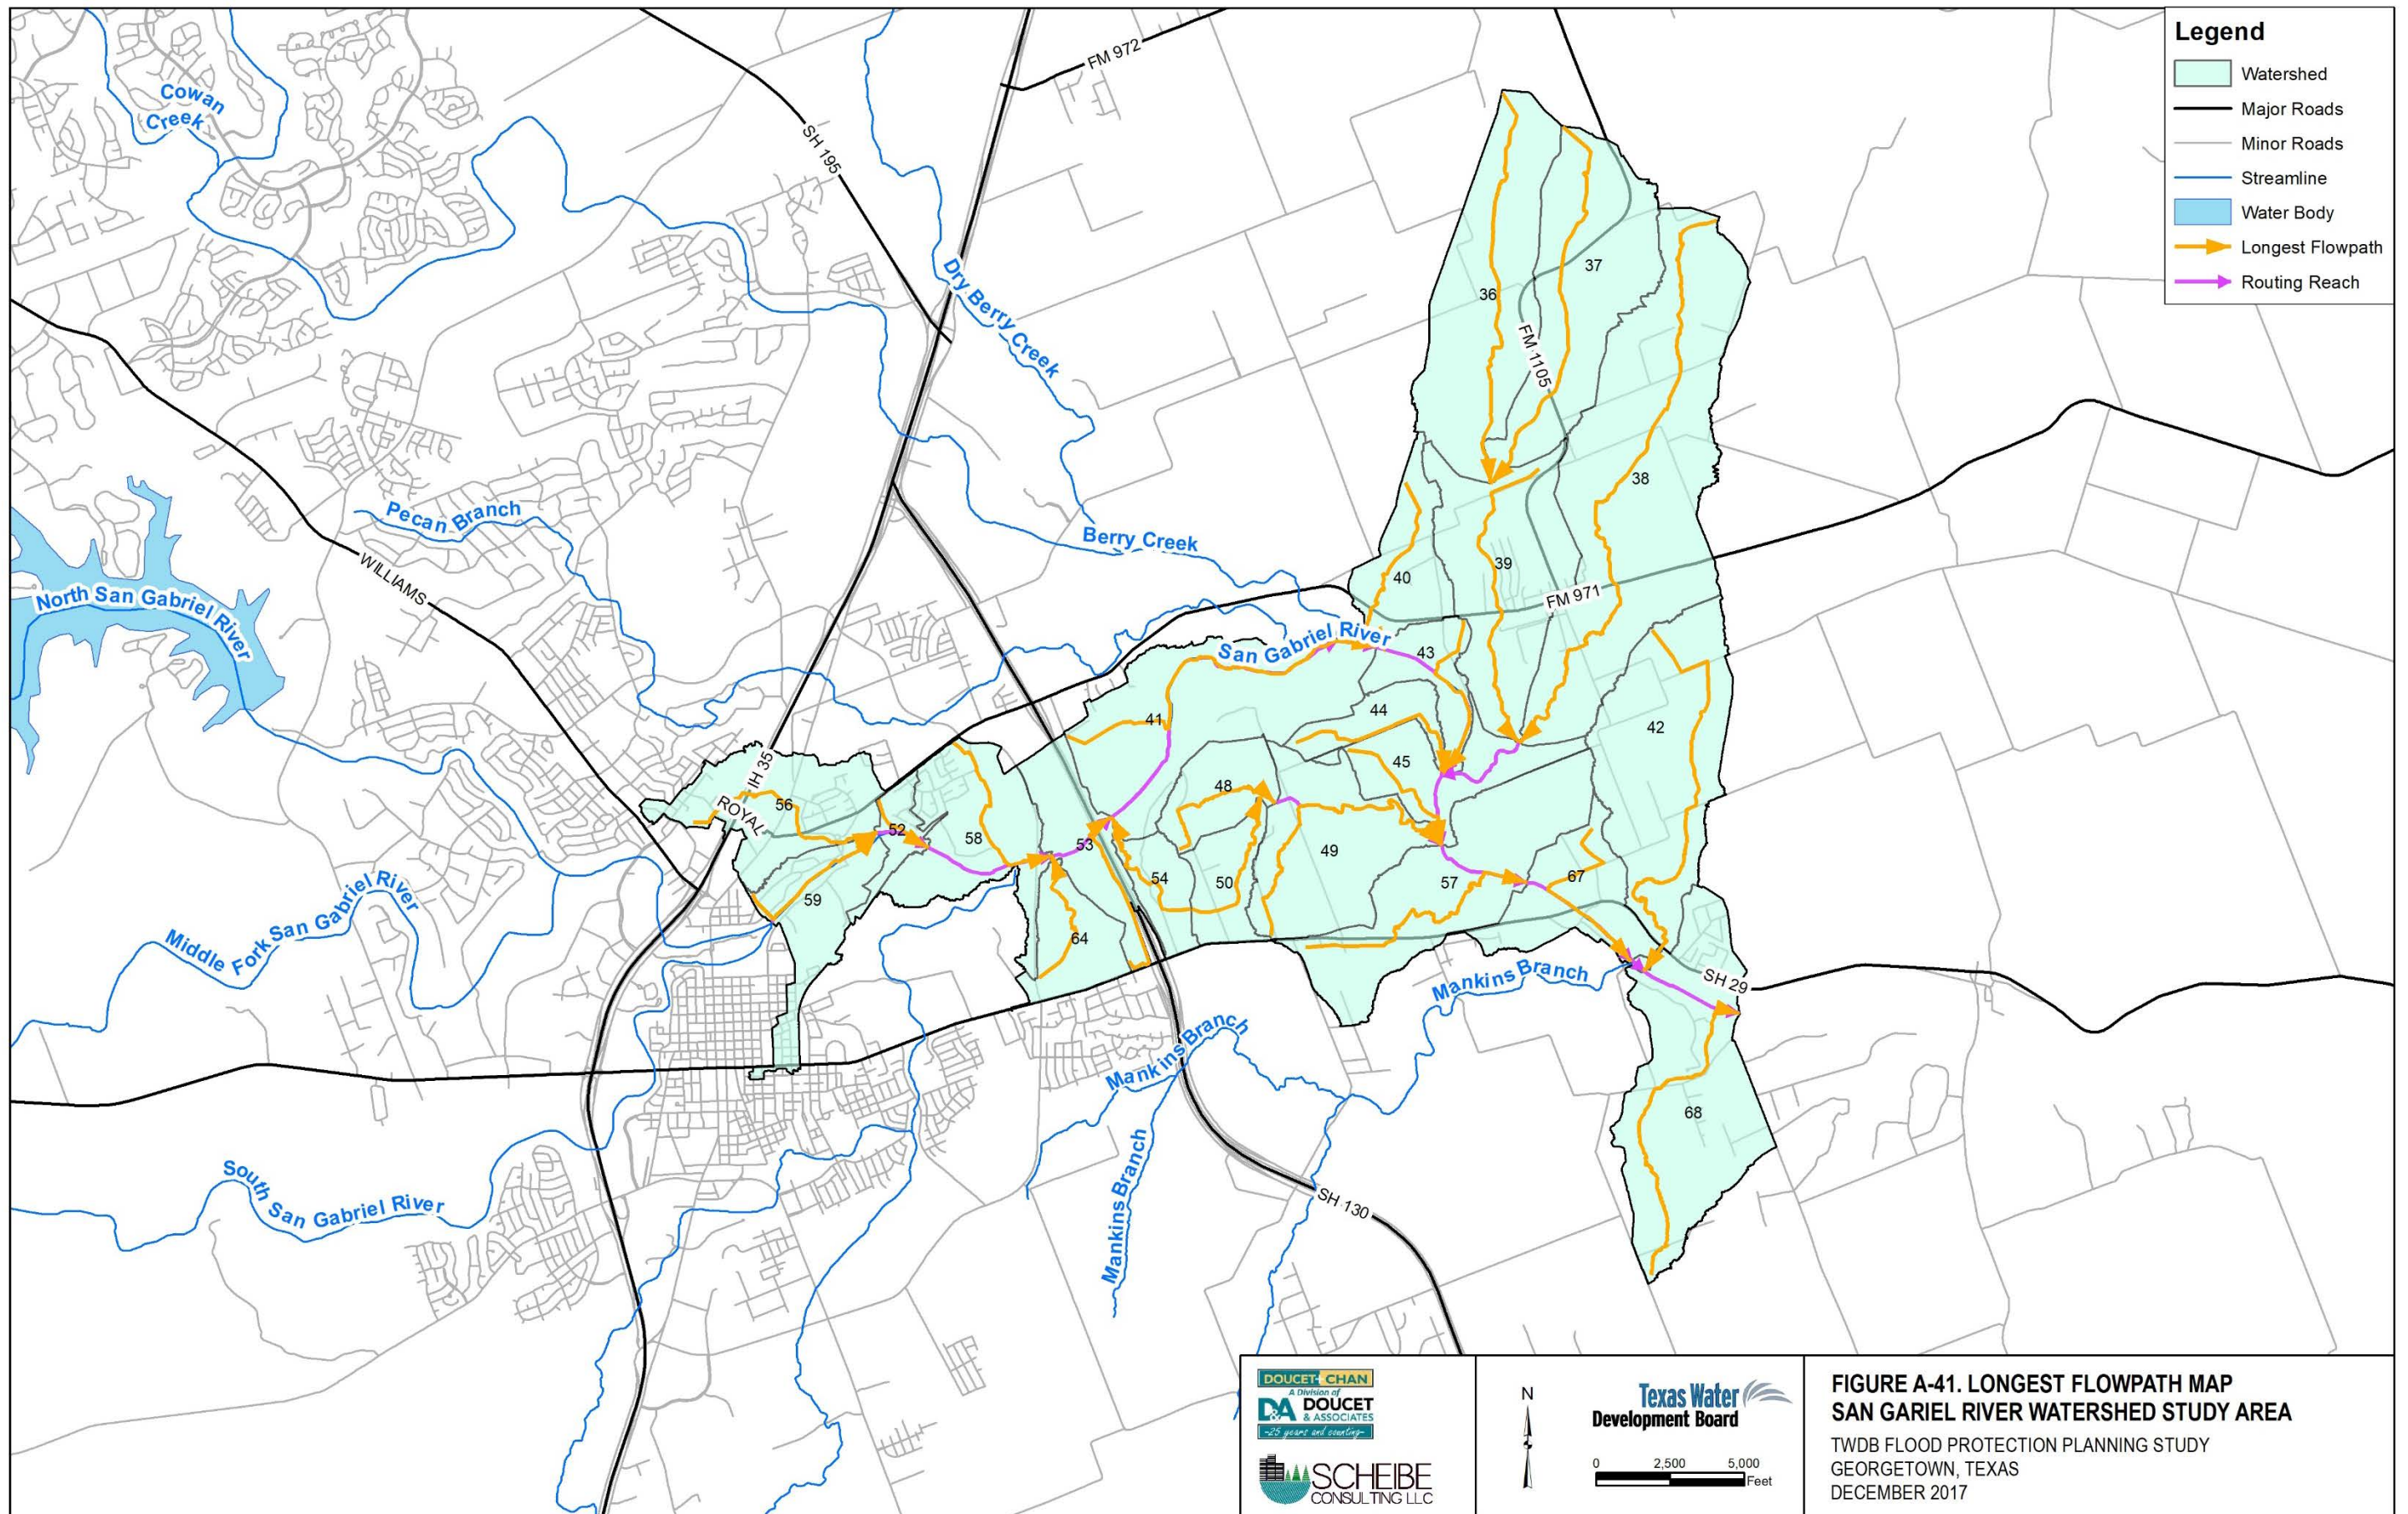 Legend
Watershed
Major Roads
Minor Roads
Streamline
Water Body
Longest Flowpath
Routing Reach
FM 972
Cowan
Creek
SH 195
Dry Berry Creek
37
36
FM 1105
38
Pecan Branch
Berry Creek
WILLIAMS
39
40
FM 971
North San Gabriel River
San Gabriel River
43
44
41
42
45
IH 35
48
56
ROYAL
52
58
53
49
54
50
57
67
59
64
Middle Fork San Gabriel River
Mankins Branch
SH 29
Mankins Branch
68
Mankins Branch
South San Gabriel River
SH 130
DOUCET+CHAN
A Division of
D&A DOUCET
& ASSOCIATES
-25 years and counting-
SCHEIBE
CONSULTING LLC
N
Texas Water
Development Board
0 2,500 5,000
Feet
FIGURE A-41. LONGEST FLOWPATH MAP
SAN GARIEL RIVER WATERSHED STUDY AREA
TWDB FLOOD PROTECTION PLANNING STUDY
GEORGETOWN, TEXAS
DECEMBER 2017